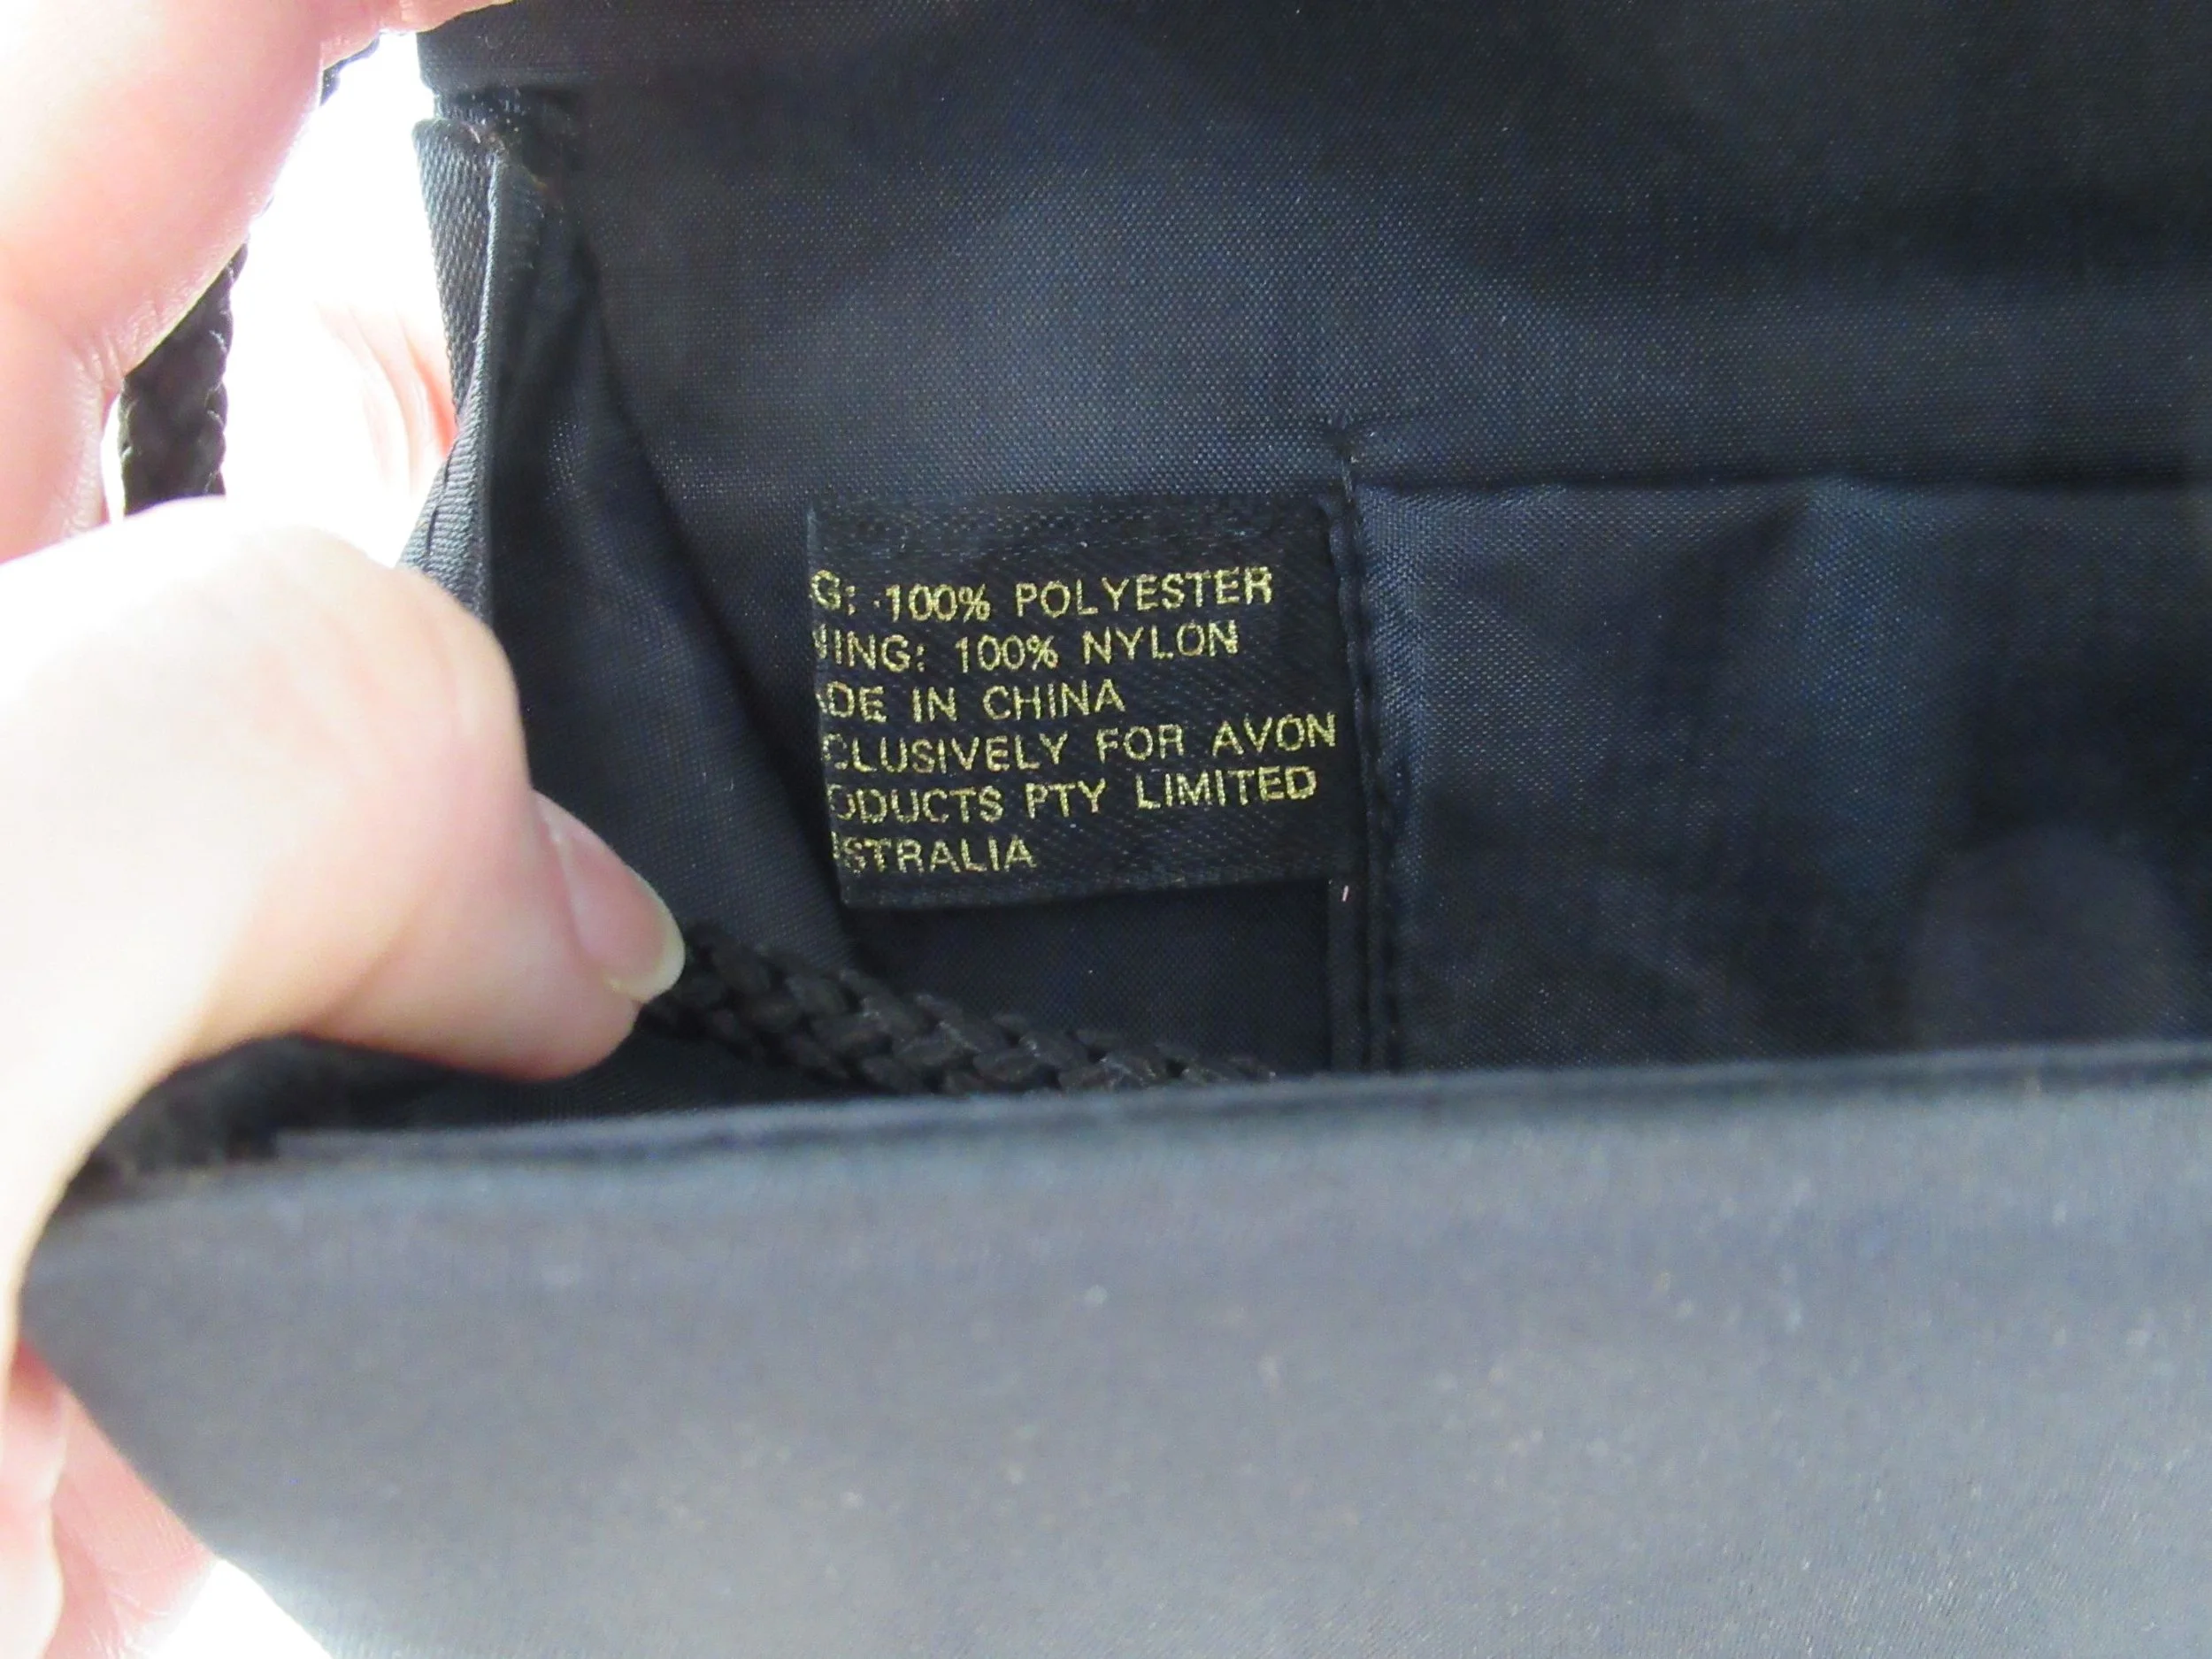 G: 100% POLYESTER
NING: 100% NYLON
ADE IN CHINA
CLUSIVELY FOR AVON
ODUCTS PTY LIMITED
STRALIA